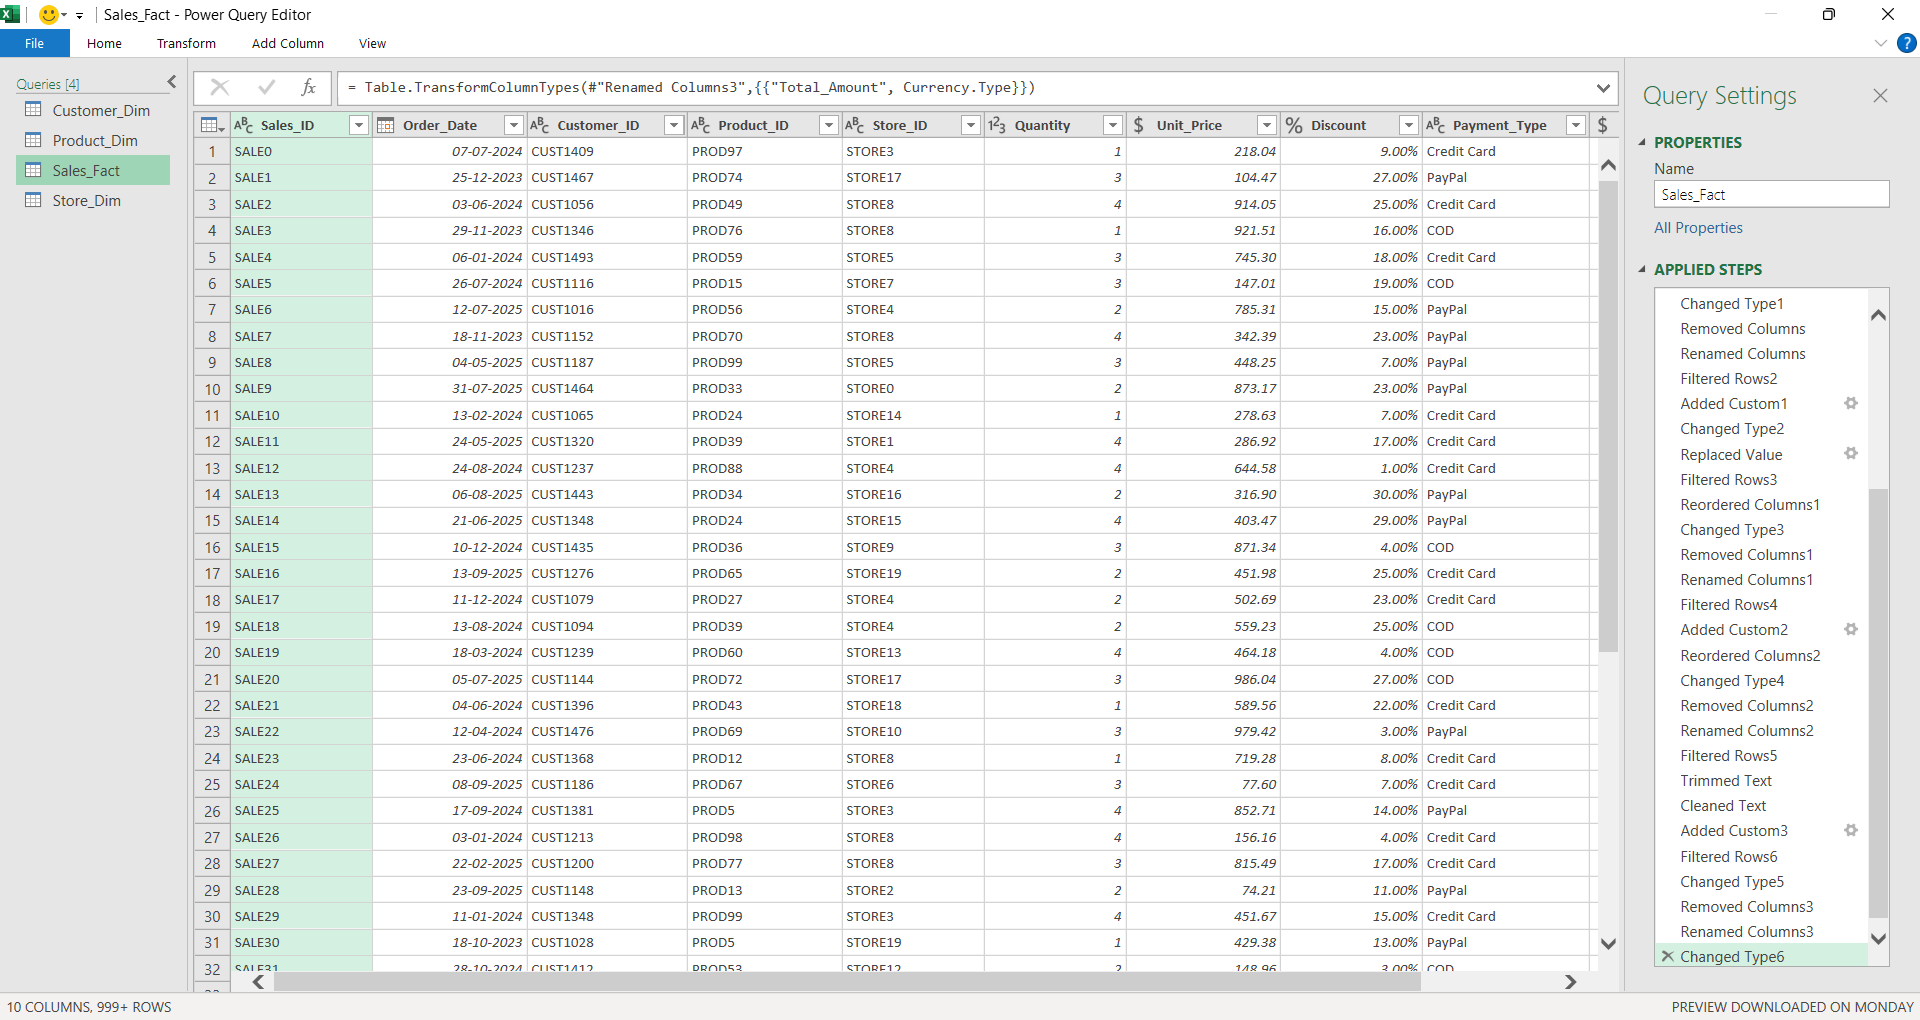 Sales_Fact - Power Query Editor
File Home Transform Add Column View
?
Queries [4]
Customer_Dim
Product_Dim
Sales_Fact
Store_Dim
fx = Table.TransformColumnTypes(#"Renamed Columns3",{{"Total_Amount", Currency.Type}})
ABC Sales_ID Order_Date ABC Customer_ID ABC Product_ID ABC Store_ID 123 Quantity $ Unit_Price % Discount ABC Payment_Type $
1 SALE0 07-07-2024 CUST1409 PROD97 STORE3 1 218.04 9.00% Credit Card
2 SALE1 25-12-2023 CUST1467 PROD74 STORE17 3 104.47 27.00% PayPal
3 SALE2 03-06-2024 CUST1056 PROD49 STORE8 4 914.05 25.00% Credit Card
4 SALE3 29-11-2023 CUST1346 PROD76 STORE8 1 921.51 16.00% COD
5 SALE4 06-01-2024 CUST1493 PROD59 STORE5 3 745.30 18.00% Credit Card
6 SALE5 26-07-2024 CUST1116 PROD15 STORE7 3 147.01 19.00% COD
7 SALE6 12-07-2025 CUST1016 PROD56 STORE4 2 785.31 15.00% PayPal
8 SALE7 18-11-2023 CUST1152 PROD70 STORE8 4 342.39 23.00% PayPal
9 SALE8 04-05-2025 CUST1187 PROD99 STORE5 3 448.25 7.00% PayPal
10 SALE9 31-07-2025 CUST1464 PROD33 STORE0 2 873.17 23.00% PayPal
11 SALE10 13-02-2024 CUST1065 PROD24 STORE14 1 278.63 7.00% Credit Card
12 SALE11 24-05-2025 CUST1320 PROD39 STORE1 4 286.92 17.00% Credit Card
13 SALE12 24-08-2024 CUST1237 PROD88 STORE4 4 644.58 1.00% Credit Card
14 SALE13 06-08-2025 CUST1443 PROD34 STORE16 2 316.90 30.00% PayPal
15 SALE14 21-06-2025 CUST1348 PROD24 STORE15 4 403.47 29.00% PayPal
16 SALE15 10-12-2024 CUST1435 PROD36 STORE9 3 871.34 4.00% COD
17 SALE16 13-09-2025 CUST1276 PROD65 STORE19 2 451.98 25.00% Credit Card
18 SALE17 11-12-2024 CUST1079 PROD27 STORE4 2 502.69 23.00% Credit Card
19 SALE18 13-08-2024 CUST1094 PROD39 STORE4 2 559.23 25.00% COD
20 SALE19 18-03-2024 CUST1239 PROD60 STORE13 4 464.18 4.00% COD
21 SALE20 05-07-2025 CUST1144 PROD72 STORE17 3 986.04 27.00% COD
22 SALE21 04-06-2024 CUST1396 PROD43 STORE18 1 589.56 22.00% Credit Card
23 SALE22 12-04-2024 CUST1476 PROD69 STORE10 3 979.42 3.00% PayPal
24 SALE23 23-06-2024 CUST1368 PROD12 STORE8 1 719.28 8.00% Credit Card
25 SALE24 08-09-2025 CUST1186 PROD67 STORE6 3 77.60 7.00% Credit Card
26 SALE25 17-09-2024 CUST1381 PROD5 STORE3 4 852.71 14.00% PayPal
27 SALE26 03-01-2024 CUST1213 PROD98 STORE8 4 156.16 4.00% Credit Card
28 SALE27 22-02-2025 CUST1200 PROD77 STORE8 3 815.49 17.00% Credit Card
29 SALE28 23-09-2025 CUST1148 PROD13 STORE2 2 74.21 11.00% PayPal
30 SALE29 11-01-2024 CUST1348 PROD99 STORE3 4 451.67 15.00% Credit Card
31 SALE30 18-10-2023 CUST1028 PROD5 STORE19 1 429.38 13.00% PayPal
32 SALE31 28-10-2024 CUST1412 PROD53 STORE12 2 148.96 3.00% COD
Query Settings
PROPERTIES
Name
Sales_Fact
All Properties
APPLIED STEPS
Changed Type1
Removed Columns
Renamed Columns
Filtered Rows2
Added Custom1
Changed Type2
Replaced Value
Filtered Rows3
Reordered Columns1
Changed Type3
Removed Columns1
Renamed Columns1
Filtered Rows4
Added Custom2
Reordered Columns2
Changed Type4
Removed Columns2
Renamed Columns2
Filtered Rows5
Trimmed Text
Cleaned Text
Added Custom3
Filtered Rows6
Changed Type5
Removed Columns3
Renamed Columns3
Changed Type6
10 COLUMNS, 999+ ROWS
PREVIEW DOWNLOADED ON MONDAY